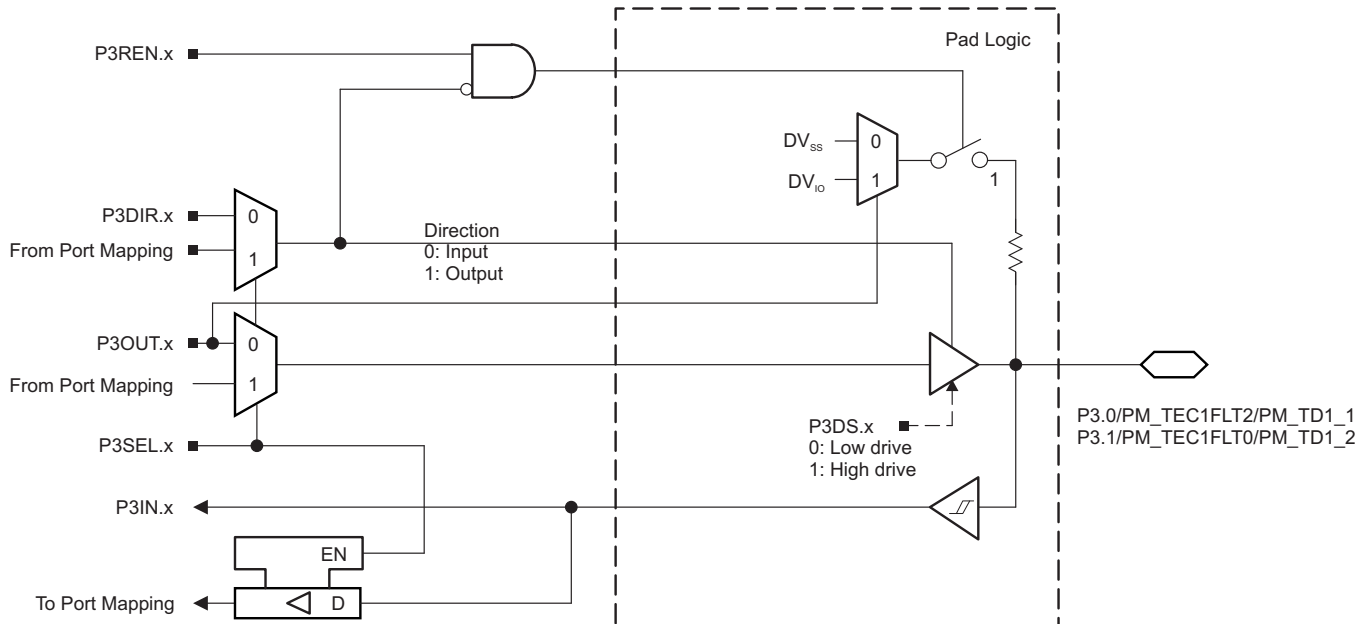 Pad Logic
P3REN.x
DVSS
0
DVIO
1
1
P3DIR.x
0
From Port Mapping
1
Direction
0: Input
1: Output
P3OUT.x
0
From Port Mapping
1
P3DS.x
0: Low drive
1: High drive
P3.0/PM_TEC1FLT2/PM_TD1_1
P3.1/PM_TEC1FLT0/PM_TD1_2
P3SEL.x
P3IN.x
EN
To Port Mapping
D